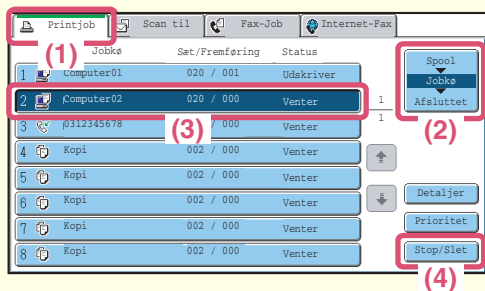 Printjob Scan til Fax-Job Internet-Fax
(1)
Jobkø Sæt/Fremføring Status
Spool
Jobkø
Afsluttet
(2)
1 Computer01 020 / 001 Udskriver
2 Computer02 020 / 000 Venter
1
1
(3)
3 0312345678 002 / 000 Venter
4 Kopi 002 / 000 Venter
5 Kopi 002 / 000 Venter
6 Kopi 002 / 000 Venter
7 Kopi 002 / 000 Venter
8 Kopi 002 / 000 Venter
Detaljer
Prioritet
Stop/Slet
(4)